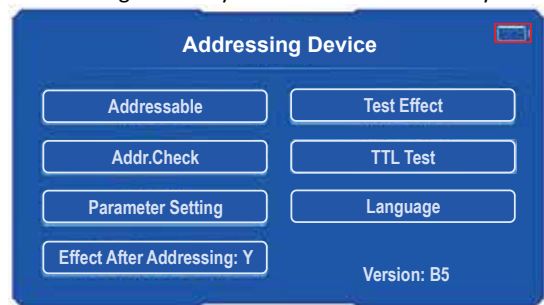 Addressing Device
Addressable
Test Effect
Addr.Check
TTL Test
Parameter Setting
Language
Effect After Addressing: Y
Version: B5